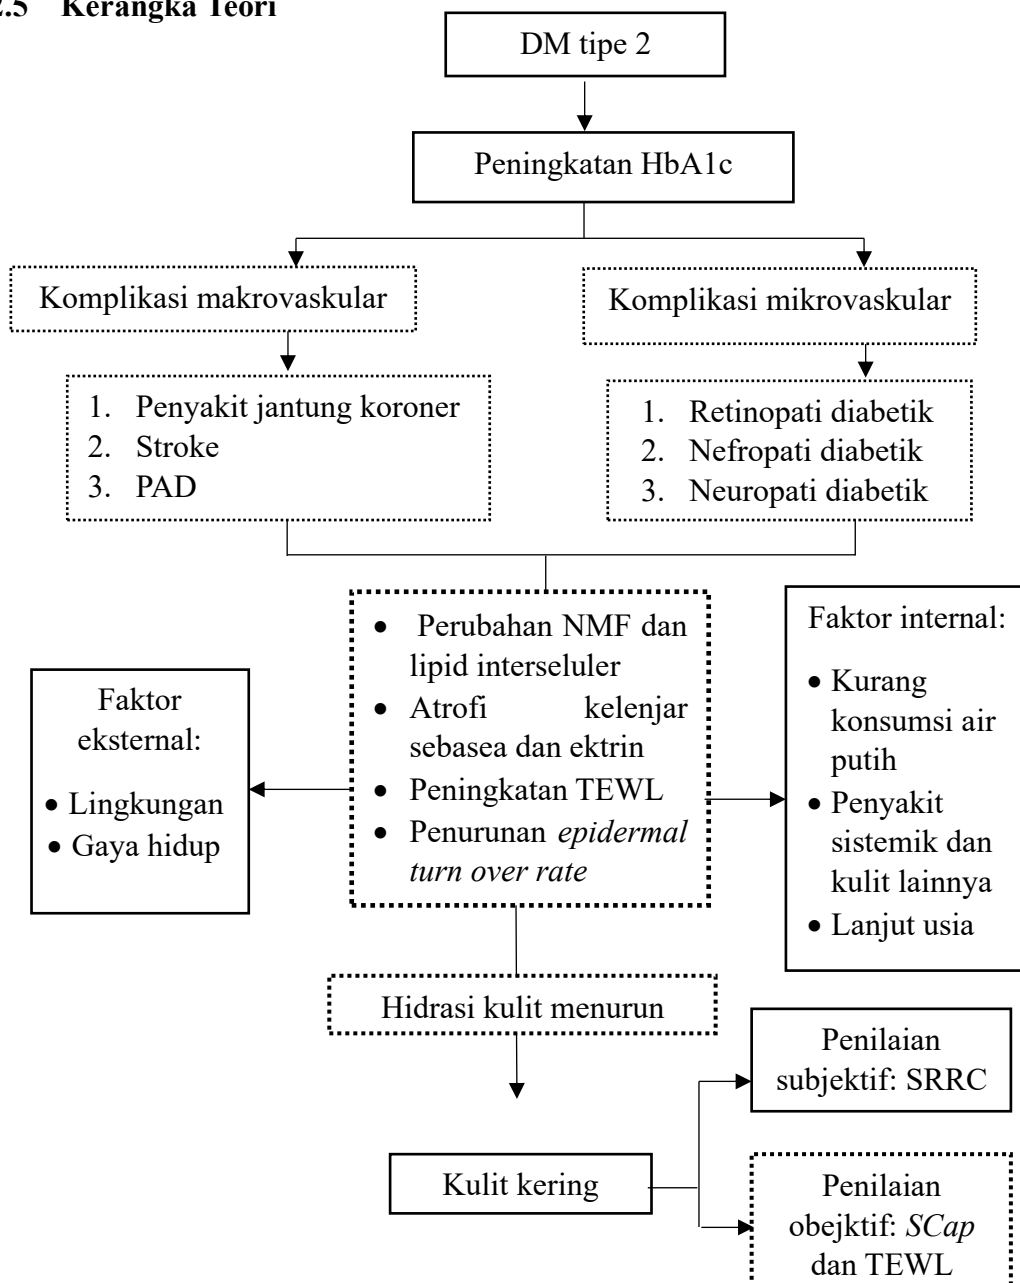 2.5 Kerangka Teori
DM tipe 2
Peningkatan HbA1c
Komplikasi makrovaskular
Komplikasi mikrovaskular
1. Penyakit jantung koroner
2. Stroke
3. PAD
1. Retinopati diabetik
2. Nefropati diabetik
3. Neuropati diabetik
Faktor
eksternal:
• Lingkungan
• Gaya hidup
• Perubahan NMF dan
lipid interseluler
• Atrofi kelenjar
sebasea dan ektrin
• Peningkatan TEWL
• Penurunan epidermal
turn over rate
Faktor internal:
• Kurang
konsumsi air
putih
• Penyakit
sistemik dan
kulit lainnya
• Lanjut usia
Hidrasi kulit menurun
Kulit kering
Penilaian
subjektif: SRRC
Penilaian
obejktif: SCap
dan TEWL